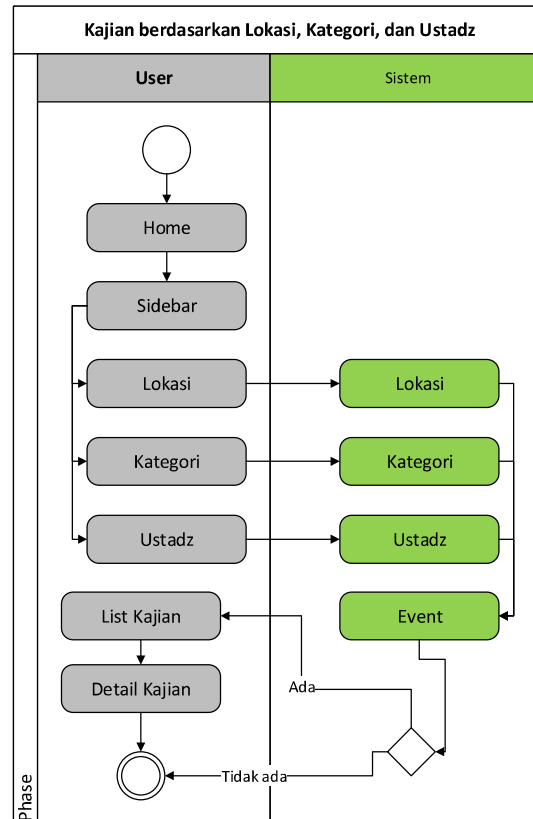 Kajian berdasarkan Lokasi, Kategori, dan Ustadz
User
Sistem
Home
Sidebar
Lokasi
Lokasi
Kategori
Kategori
Ustadz
Ustadz
List Kajian
Event
Detail Kajian
Ada
Tidak ada
Phase